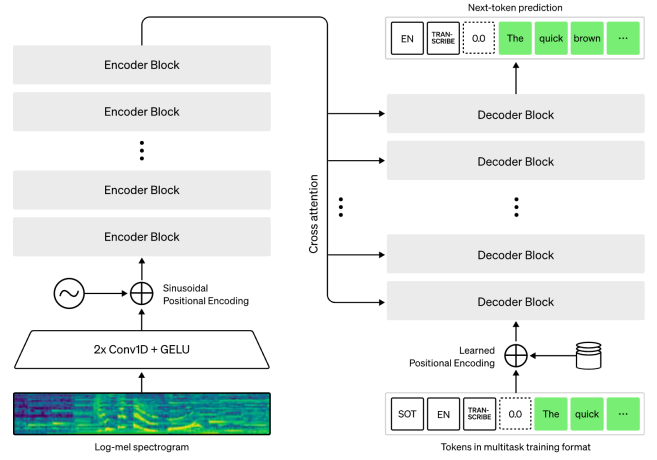 Next-token prediction
EN TRAN-SCRIBE 0.0 The quick brown ...
Encoder Block
Encoder Block
Encoder Block
Encoder Block
Sinusoidal
Positional Encoding
2x Conv1D + GELU
Log-mel spectrogram
Cross attention
Decoder Block
Decoder Block
Decoder Block
Decoder Block
Learned
Positional Encoding
SOT EN TRAN-SCRIBE 0.0 The quick ...
Tokens in multitask training format